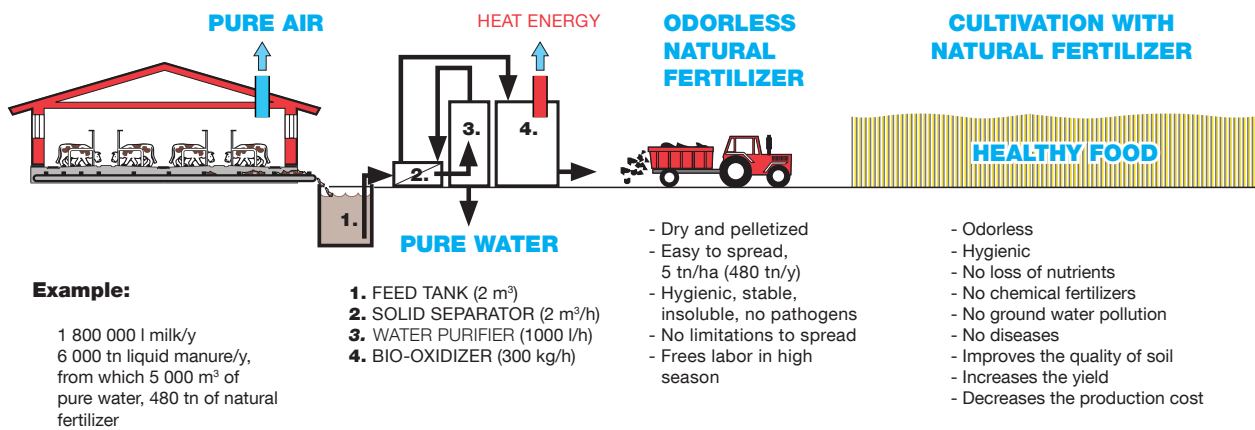 PURE AIR
HEAT ENERGY
ODORLESS
NATURAL
FERTILIZER
CULTIVATION WITH
NATURAL FERTILIZER
1.
2.
3.
4.
HEALTHY FOOD
PURE WATER
Example:
1 800 000 l milk/y
6 000 tn liquid manure/y,
from which 5 000 m³ of
pure water, 480 tn of natural
fertilizer
1. FEED TANK (2 m³)
2. SOLID SEPARATOR (2 m³/h)
3. WATER PURIFIER (1000 l/h)
4. BIO-OXIDIZER (300 kg/h)
- Dry and pelletized
- Easy to spread,
5 tn/ha (480 tn/y)
- Hygienic, stable,
insoluble, no pathogens
- No limitations to spread
- Frees labor in high
season
- Odorless
- Hygienic
- No loss of nutrients
- No chemical fertilizers
- No ground water pollution
- No diseases
- Improves the quality of soil
- Increases the yield
- Decreases the production cost